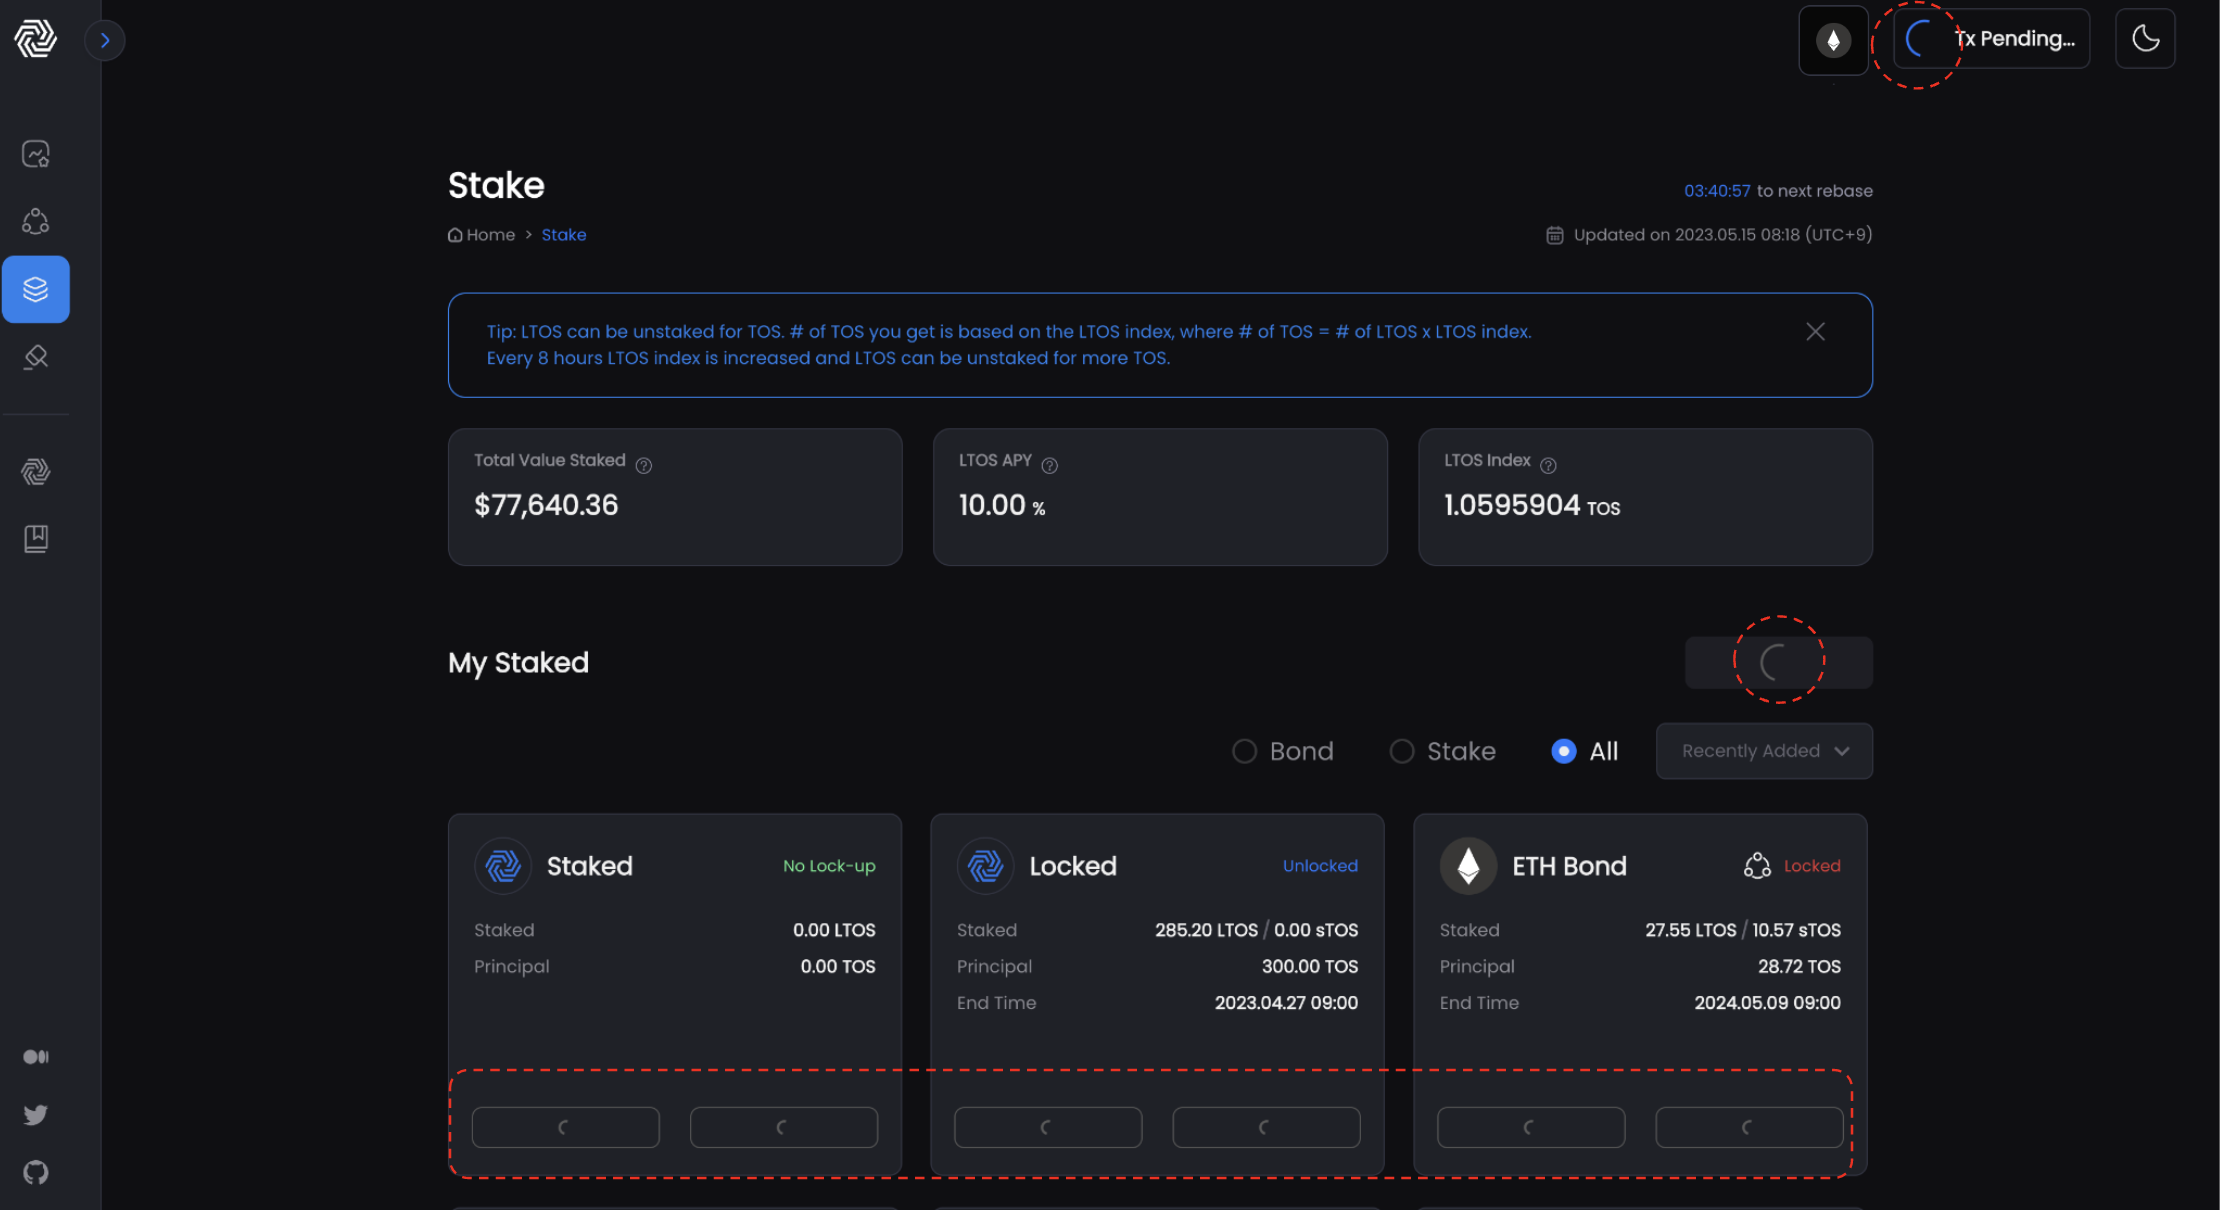 Tx Pending...
Stake
03:40:57 to next rebase
Home > Stake
Updated on 2023.05.15 08:18 (UTC+9)
Tip: LTOS can be unstaked for TOS. # of TOS you get is based on the LTOS index, where # of TOS = # of LTOS x LTOS index.
Every 8 hours LTOS index is increased and LTOS can be unstaked for more TOS.
Total Value Staked ?
$77,640.36
LTOS APY ?
10.00 %
LTOS Index ?
1.0595904 TOS
My Staked
Bond
Stake
All
Recently Added
Staked
No Lock-up
Staked 0.00 LTOS
Principal 0.00 TOS
Locked
Unlocked
Staked 285.20 LTOS / 0.00 sTOS
Principal 300.00 TOS
End Time 2023.04.27 09:00
ETH Bond
Locked
Staked 27.55 LTOS / 10.57 sTOS
Principal 28.72 TOS
End Time 2024.05.09 09:00